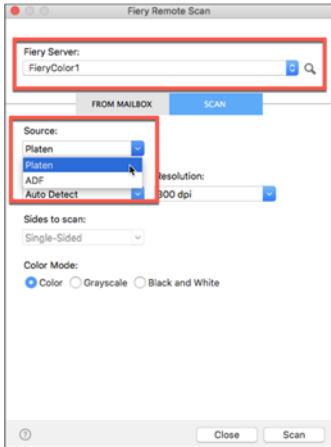 Fiery Remote Scan
Fiery Server:
FieryColor1
FROM MAILBOX SCAN
Source:
Platen
Platen
ADF
Resolution:
Auto Detect 300 dpi
Sides to scan:
Single-Sided
Color Mode:
Color Grayscale Black and White
? Close Scan